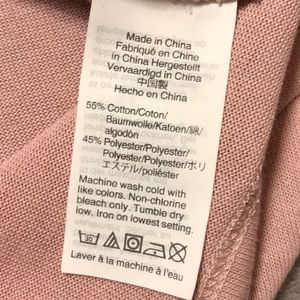 Made in China
Fabriqué en Chine
in China Hergestellt
Vervaardigd in China
中国製
Hecho en China
55% Cotton/Coton/
Baumwolle/Katoen/綿/
algodón
45% Polyester/Polyester/
Polyester/Polyester/ポリ
エステル/poliéster
Machine wash cold with
like colors. Non-chlorine
bleach only. Tumble dry
low. Iron on lowest setting.
30
Laver à la machine à l'eau